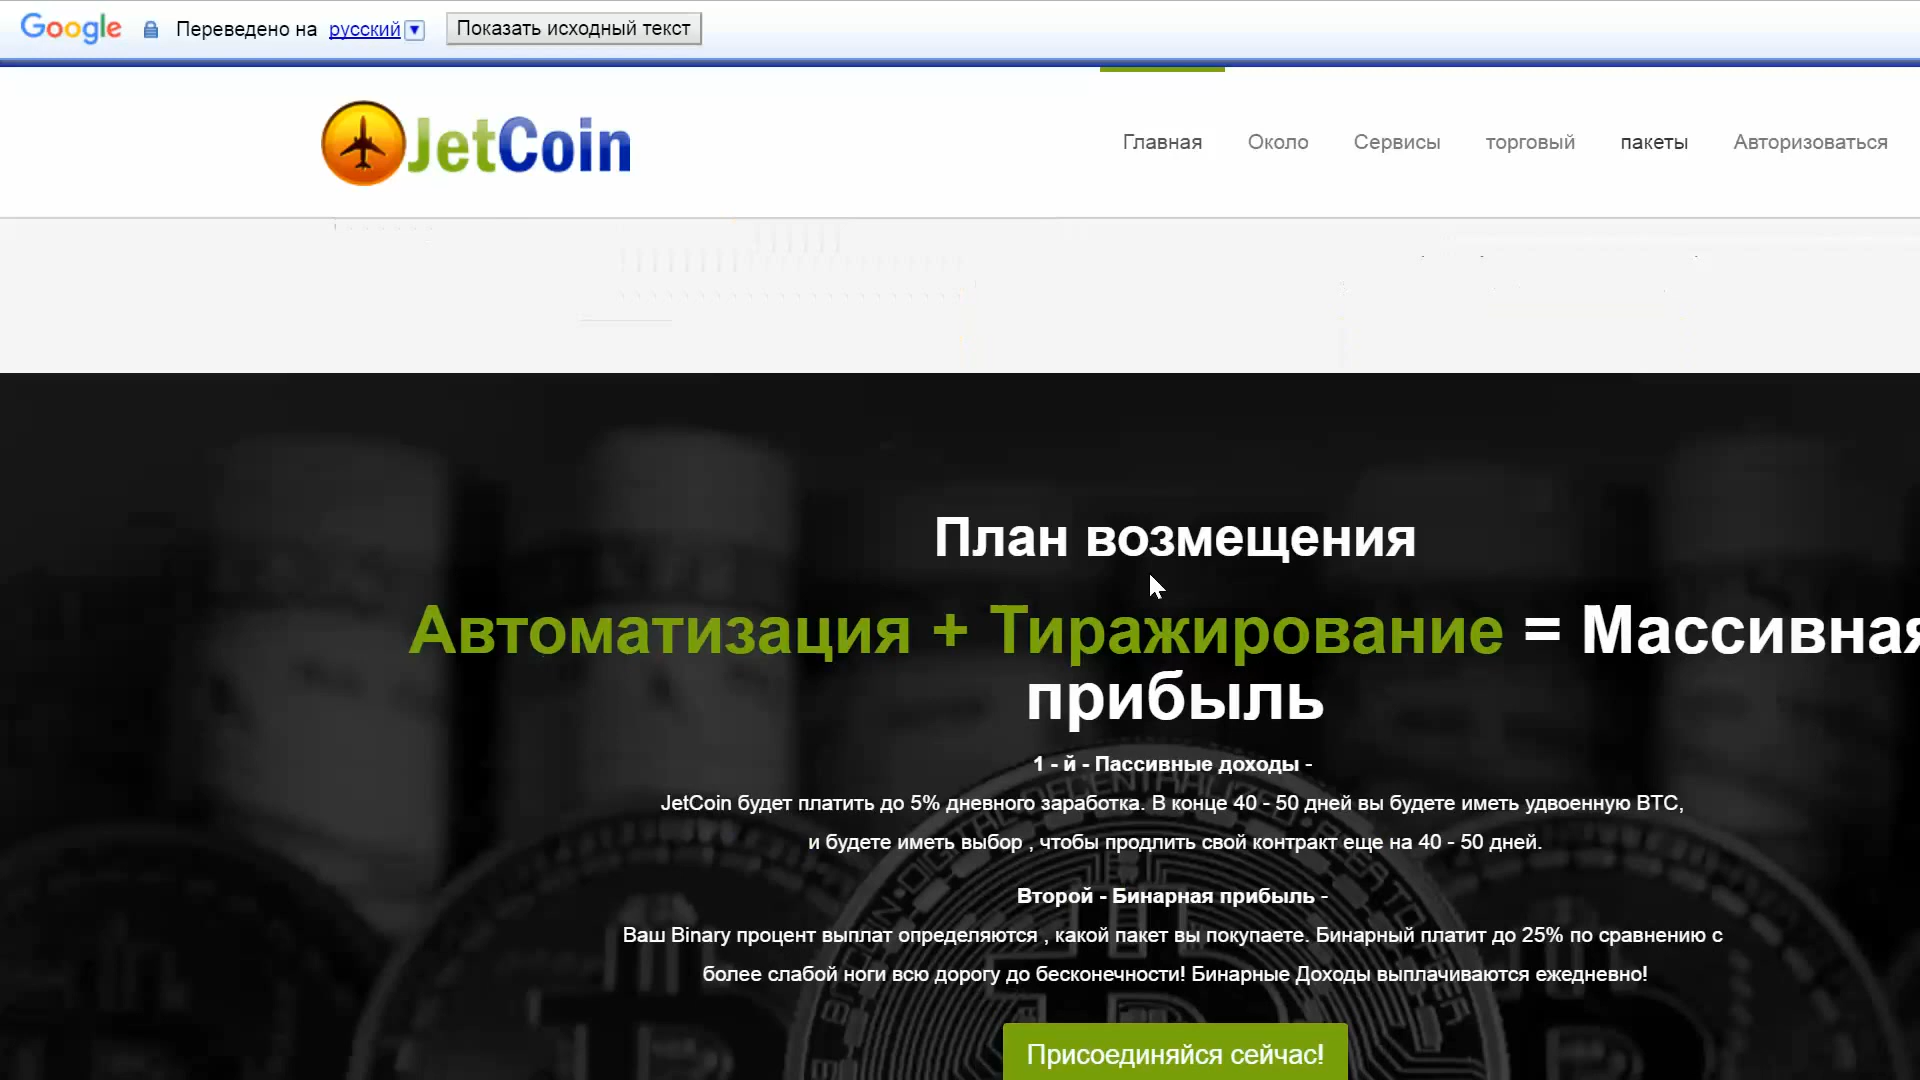 Google Переведено на русский Показать исходный текст
JetCoin
Главная Около Сервисы торговый пакеты Авторизоваться
План возмещения
Автоматизация + Тиражирование = Массивная
прибыль
1 - й - Пассивные доходы -
JetCoin будет платить до 5% дневного заработка. В конце 40 - 50 дней вы будете иметь удвоенную BTC,
и будете иметь выбор , чтобы продлить свой контракт еще на 40 - 50 дней.
Второй - Бинарная прибыль -
Ваш Binary процент выплат определяются , какой пакет вы покупаете. Бинарный платит до 25% по сравнению с
более слабой ноги всю дорогу до бесконечности! Бинарные Доходы выплачиваются ежедневно!
Присоединяйся сейчас!